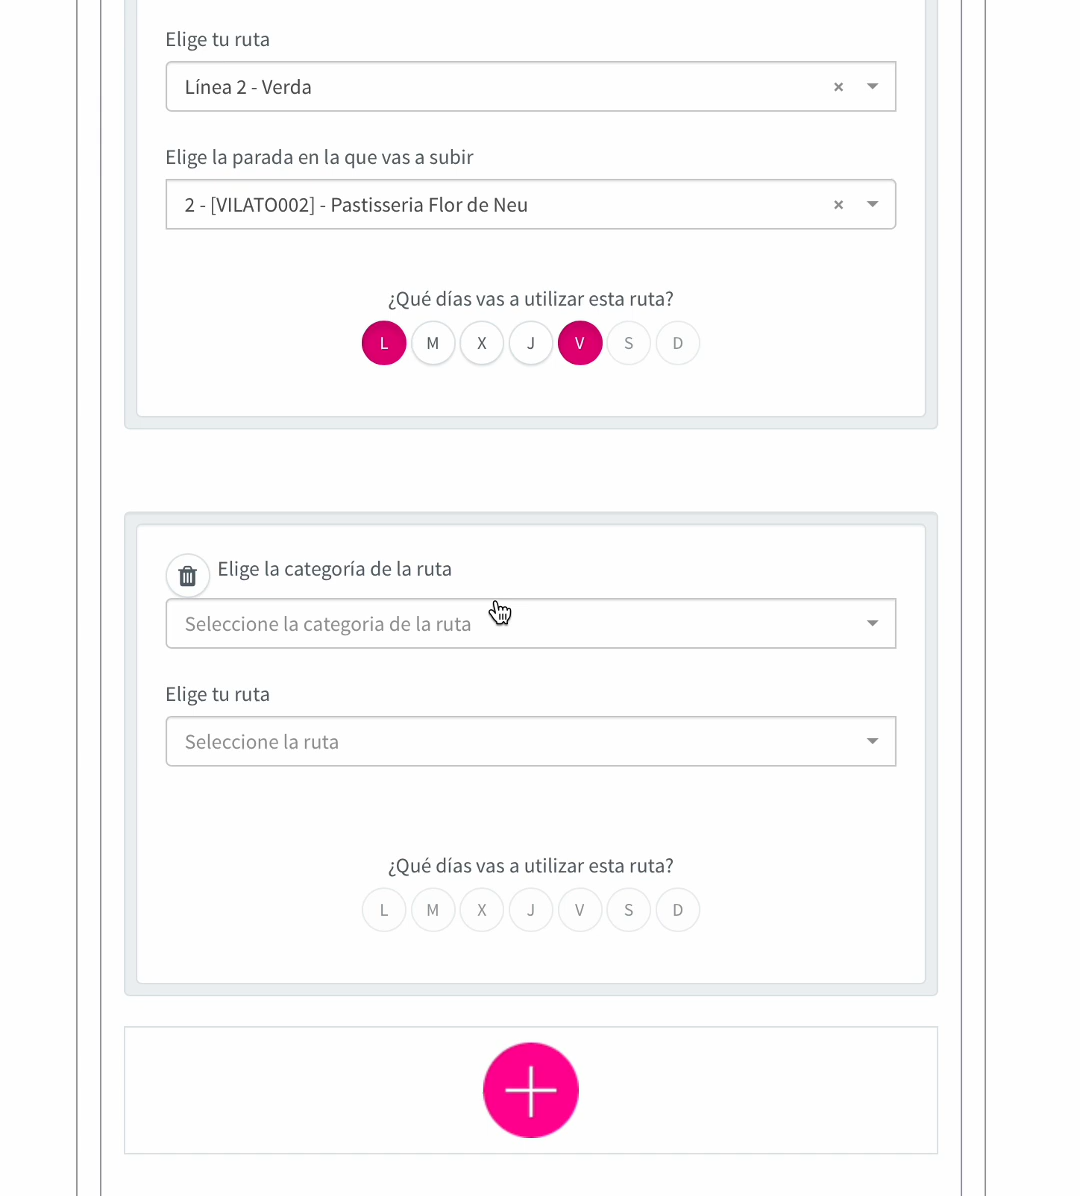 Elige tu ruta
Línea 2 - Verda ×
Elige la parada en la que vas a subir
2 - [VILATO002] - Pastisseria Flor de Neu ×
¿Qué días vas a utilizar esta ruta?
L M X J V S D
Elige la categoría de la ruta
Seleccione la categoria de la ruta
Elige tu ruta
Seleccione la ruta
¿Qué días vas a utilizar esta ruta?
L M X J V S D